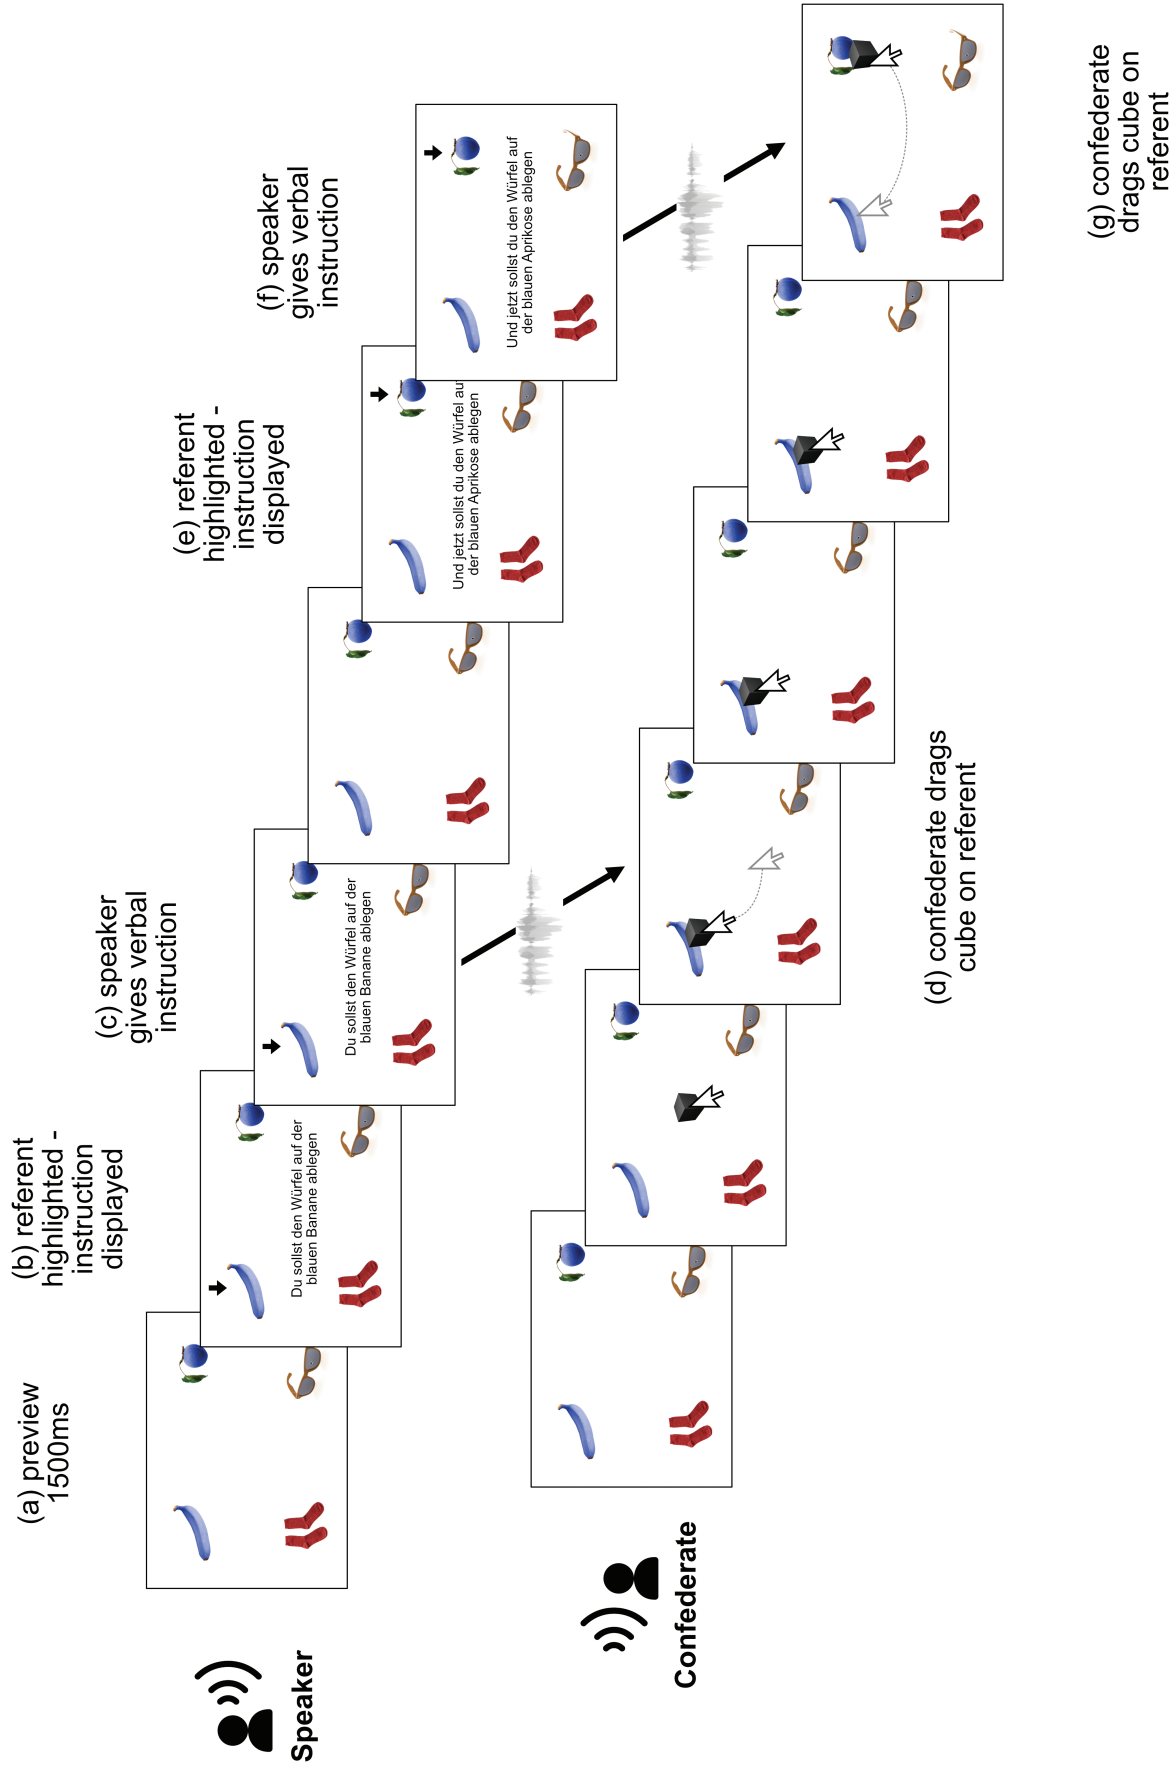 (a) preview
1500ms
(b) referent
highlighted -
instruction
displayed
(c) speaker
gives verbal
instruction
(e) referent
highlighted -
instruction
displayed
(f) speaker
gives verbal
instruction
Speaker
Du sollst den Würfel auf der
blauen Banane ablegen
Du sollst den Würfel auf der
blauen Banane ablegen
Und jetzt sollst du den Würfel au
der blauen Aprikose ablegen
Und jetzt sollst du den Würfel auf
der blauen Aprikose ablegen
Confederate
(d) confederate drags
cube on referent
(g) confederate
drags cube on
referent